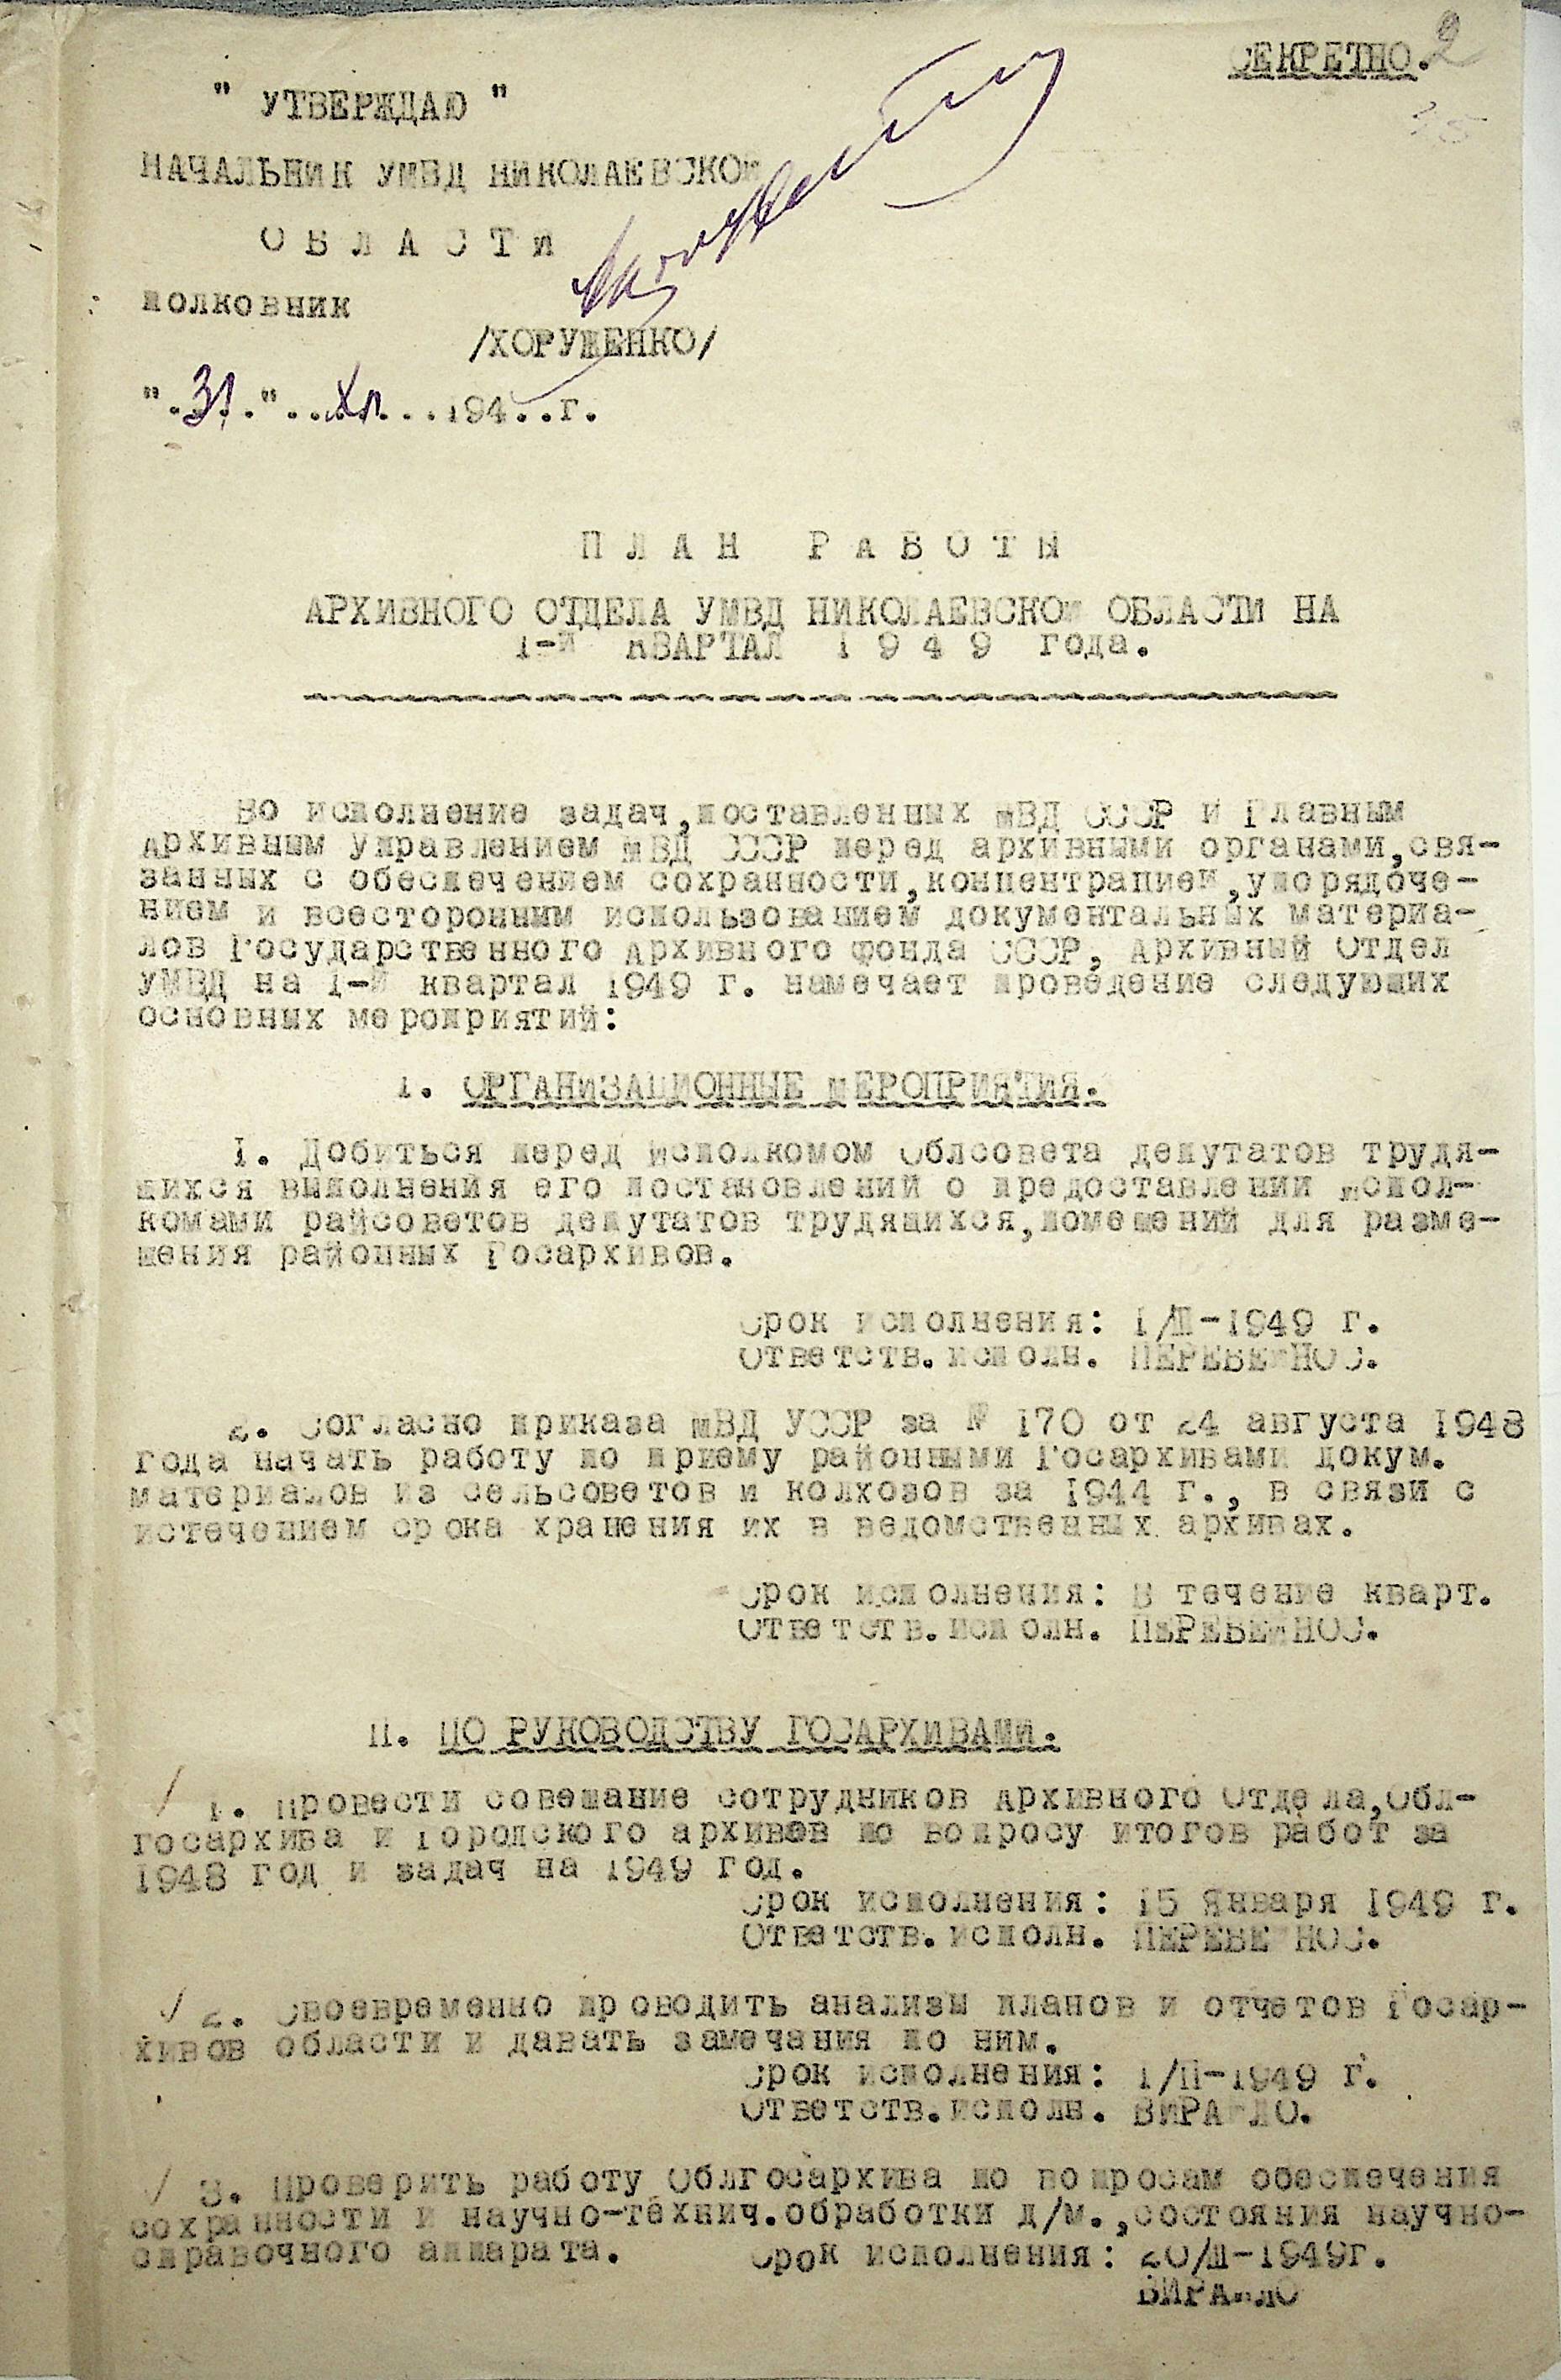 СЕКРЕТНО. 2
" УТВЕРЖДАЮ "
НАЧАЛЬНИК УМВД НИКОЛАЕВСКОЙ
ОБЛАСТИ
полковник
/ХОРУЖЕНКО/
".31."..XII...194...г.
ПЛАН РАБОТЫ
АРХИВНОГО ОТДЕЛА УМВД НИКОЛАЕВСКОЙ ОБЛАСТИ НА
1-й КВАРТАЛ 1949 года.
Во исполнение задач,поставленных МВД СССР и Главным
Архивным Управлением МВД СССР перед архивными органами,свя-
занных с обеспечением сохранности,концентрацией,упорядоче-
нием и всесторонним использованием документальных материа-
лов Государственного Архивного фонда СССР, Архивный Отдел
УМВД на 1-й квартал 1949 г. намечает проведение следующих
основных мероприятий:
1. ОРГАНИЗАЦИОННЫЕ МЕРОПРИЯТИЯ.
1. Добиться перед Исполкомом Облсовета депутатов трудя-
щихся выполнения его постановлений о предоставлении испол-
комами райсоветов депутатов трудящихся,помещений для разме-
щения районных Госархивов.
Срок исполнения: 1/III-1949 г.
Ответств.исполн. ПЕРЕБЕЙНОС.
2. Согласно приказа МВД УССР за № 170 от 24 августа 1948
года начать работу по приему районными Госархивами докум.
материалов из сельсоветов и колхозов за 1944 г., в связи с
истечением срока хранения их в ведомственных архивах.
Срок исполнения: В течение кварт.
Ответств.исполн. ПЕРЕБЕЙНОС.
П. ПО РУКОВОДСТВУ ГОСАРХИВАМИ.
1. Провести совещание сотрудников Архивного Отдела,Обл-
госархива и Городского архивов по вопросу итогов работ за
1948 год и задач на 1949 год.
Срок исполнения: 15 Января 1949 г.
Ответств.исполн. ПЕРЕБЕЙНОС.
2. Своевременно проводить анализы планов и отчетов Госар-
хивов области и давать замечания по ним.
Срок исполнения: 1/П-1949 г.
Ответств.исполн.
3. Проверить работу Облгосархива по вопросам обеспечения
сохранности и научно-технич.обработки д/м.,состояния научно-
справочного аппарата. Срок исполнения: 20/Ш-1949г.